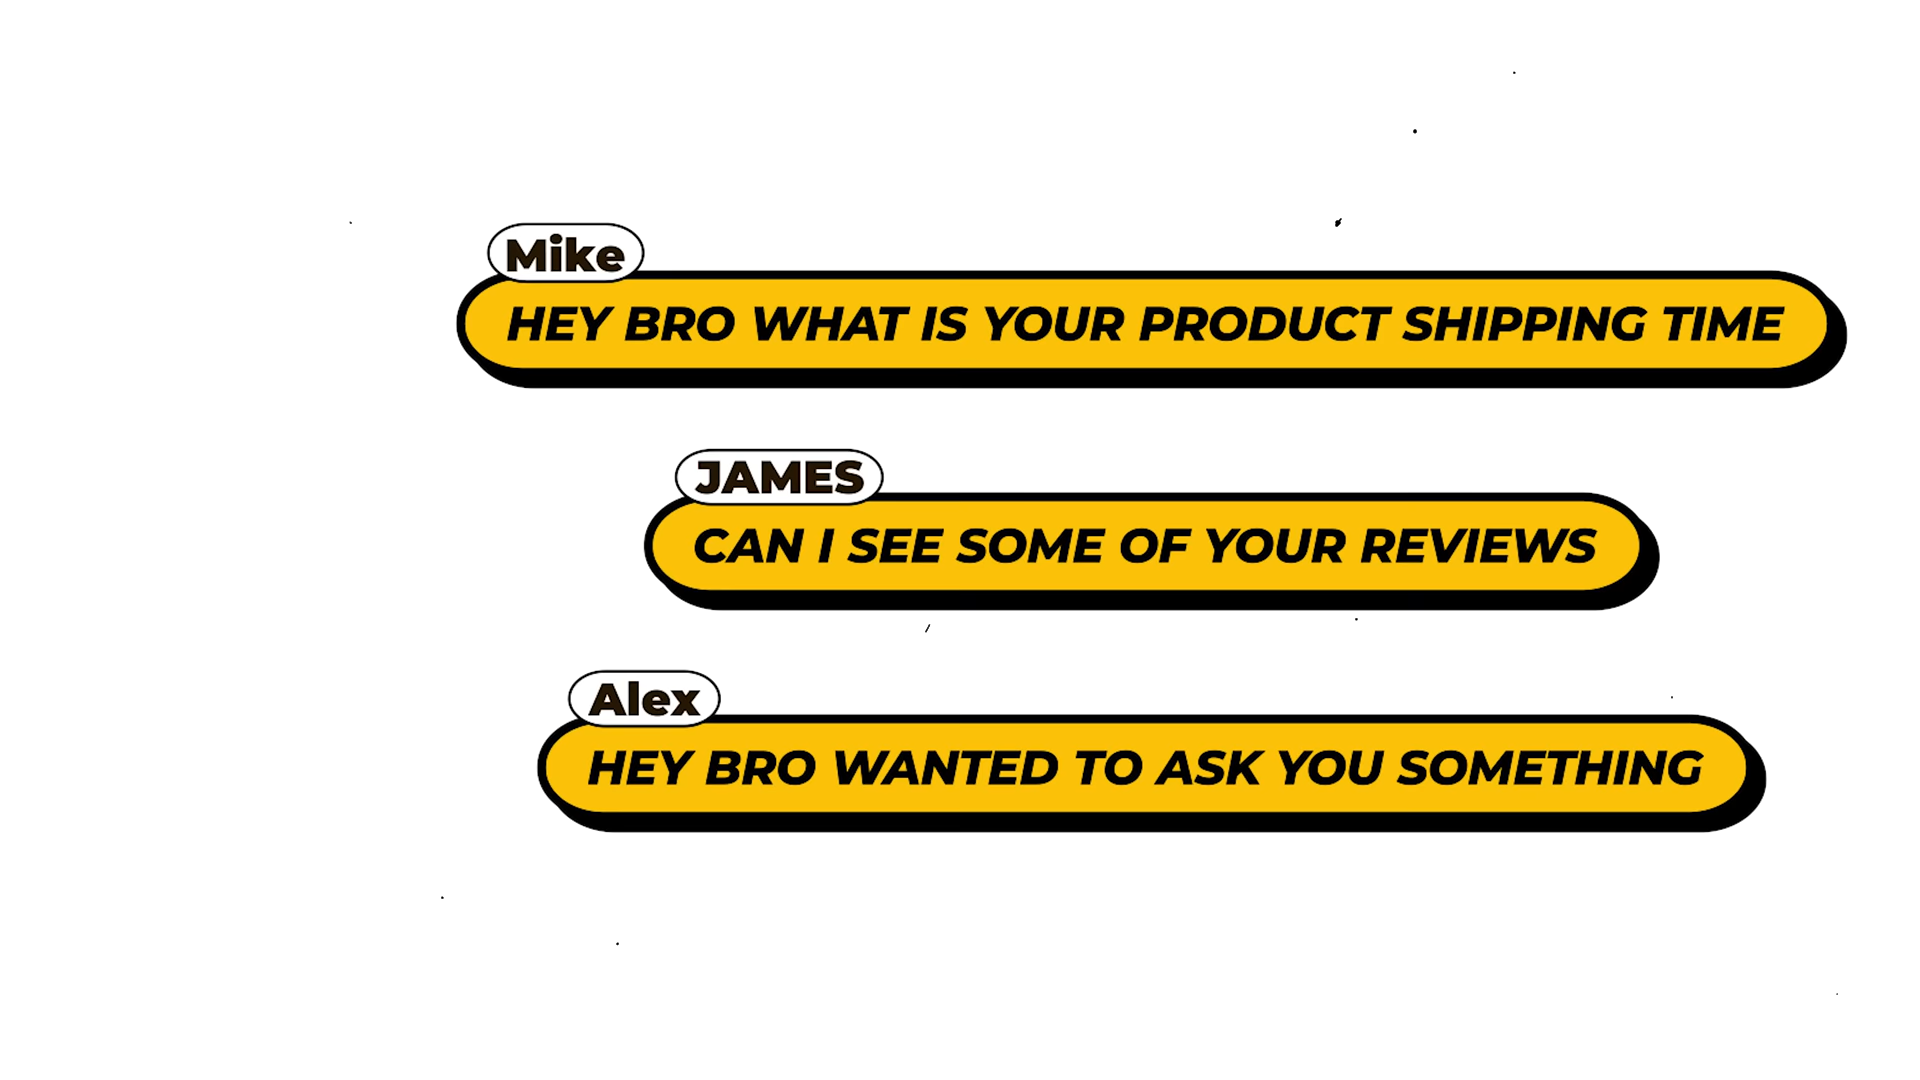 Mike
HEY BRO WHAT IS YOUR PRODUCT SHIPPING TIME
JAMES
CAN I SEE SOME OF YOUR REVIEWS
Alex
HEY BRO WANTED TO ASK YOU SOMETHING